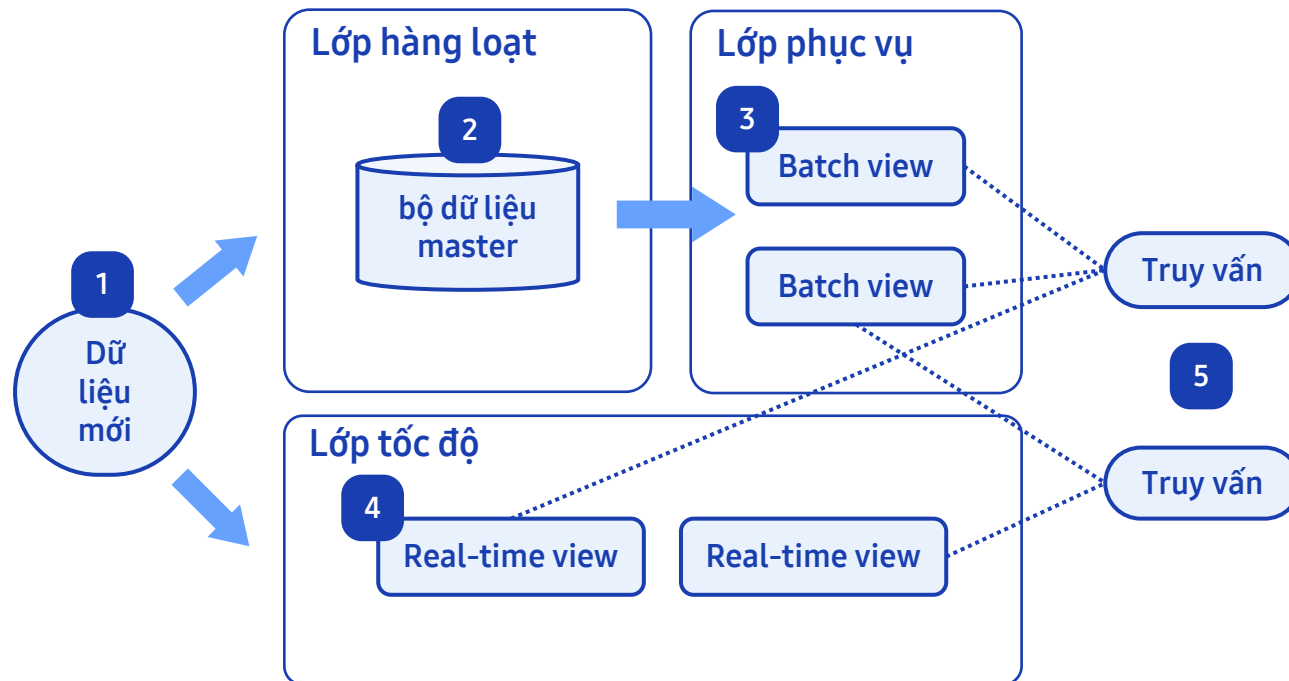 Lớp hàng loạt
2
bộ dữ liệu
master
Lớp phục vụ
3
Batch view
Batch view
1
Dữ
liệu
mới
Truy vấn
5
Truy vấn
Lớp tốc độ
4
Real-time view
Real-time view